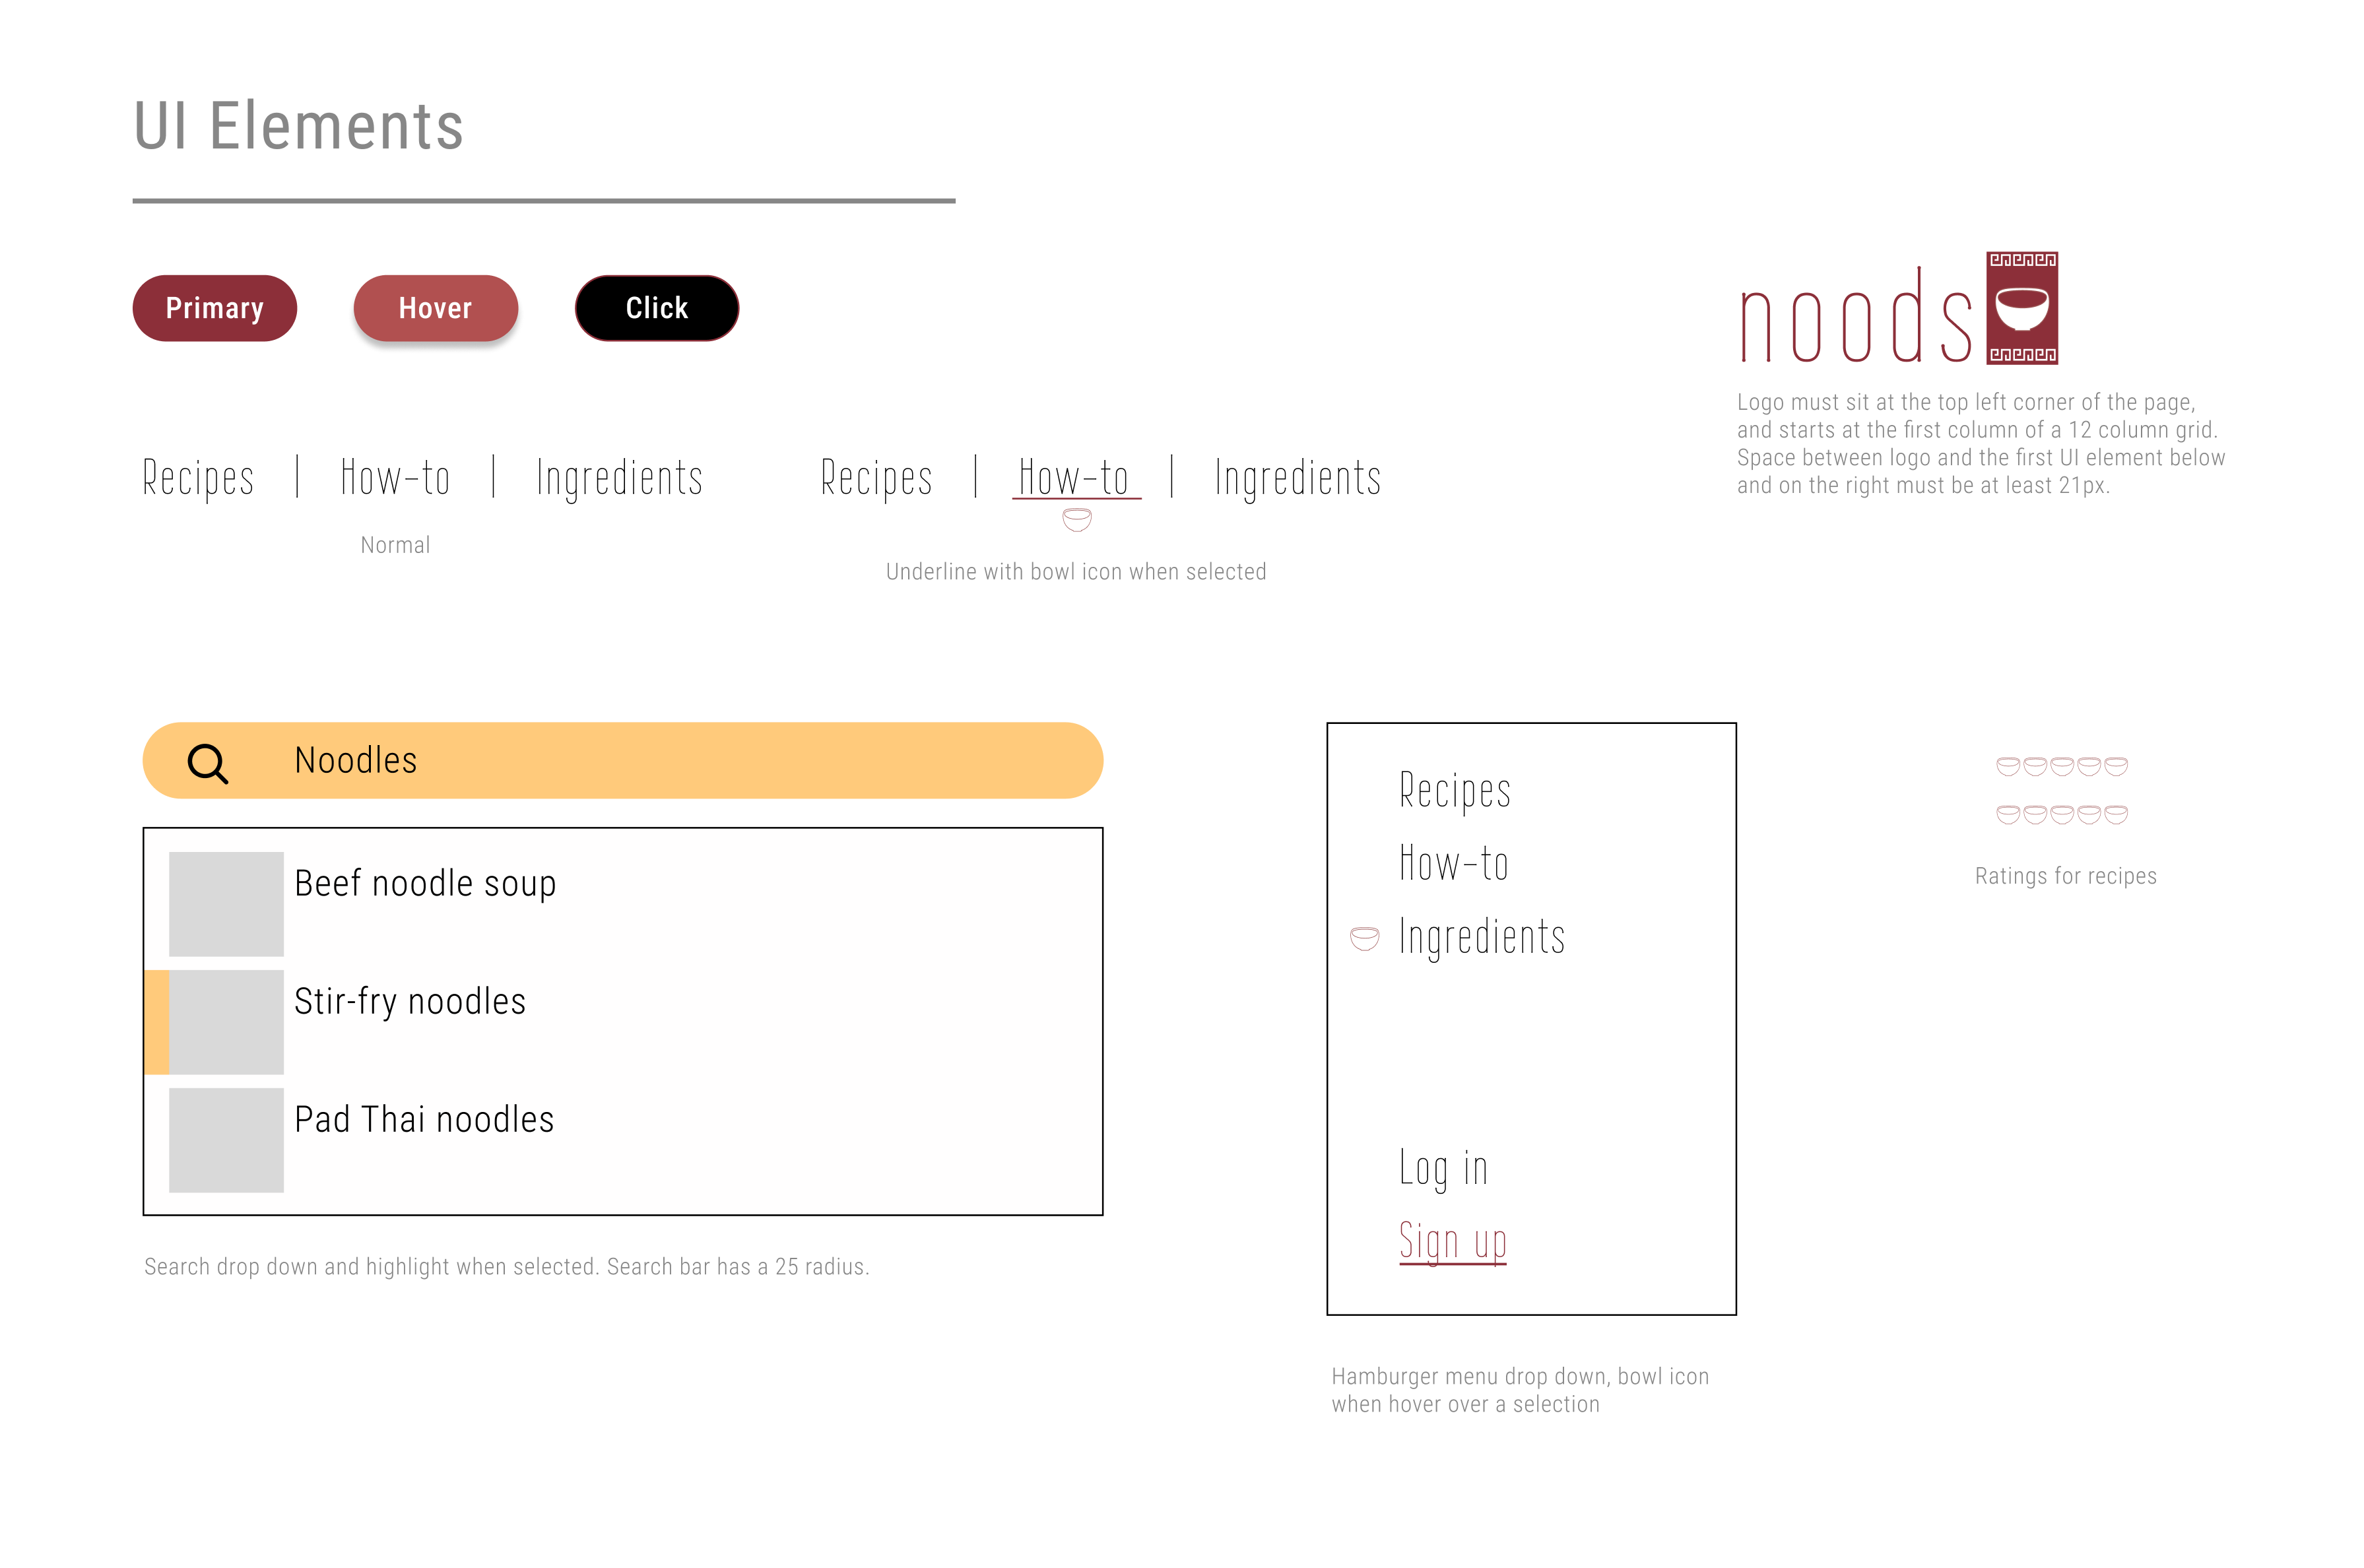 UI Elements
Primary
Hover
Click
noods
Logo must sit at the top left corner of the page,
and starts at the first column of a 12 column grid.
Space between logo and the first UI element below
and on the right must be at least 21px.
Recipes | How-to | Ingredients
Normal
Recipes | How-to | Ingredients
Underline with bowl icon when selected
Noodles
Beef noodle soup
Stir-fry noodles
Pad Thai noodles
Search drop down and highlight when selected. Search bar has a 25 radius.
Recipes
How-to
Ingredients
Log in
Sign up
Hamburger menu drop down, bowl icon
when hover over a selection
Ratings for recipes